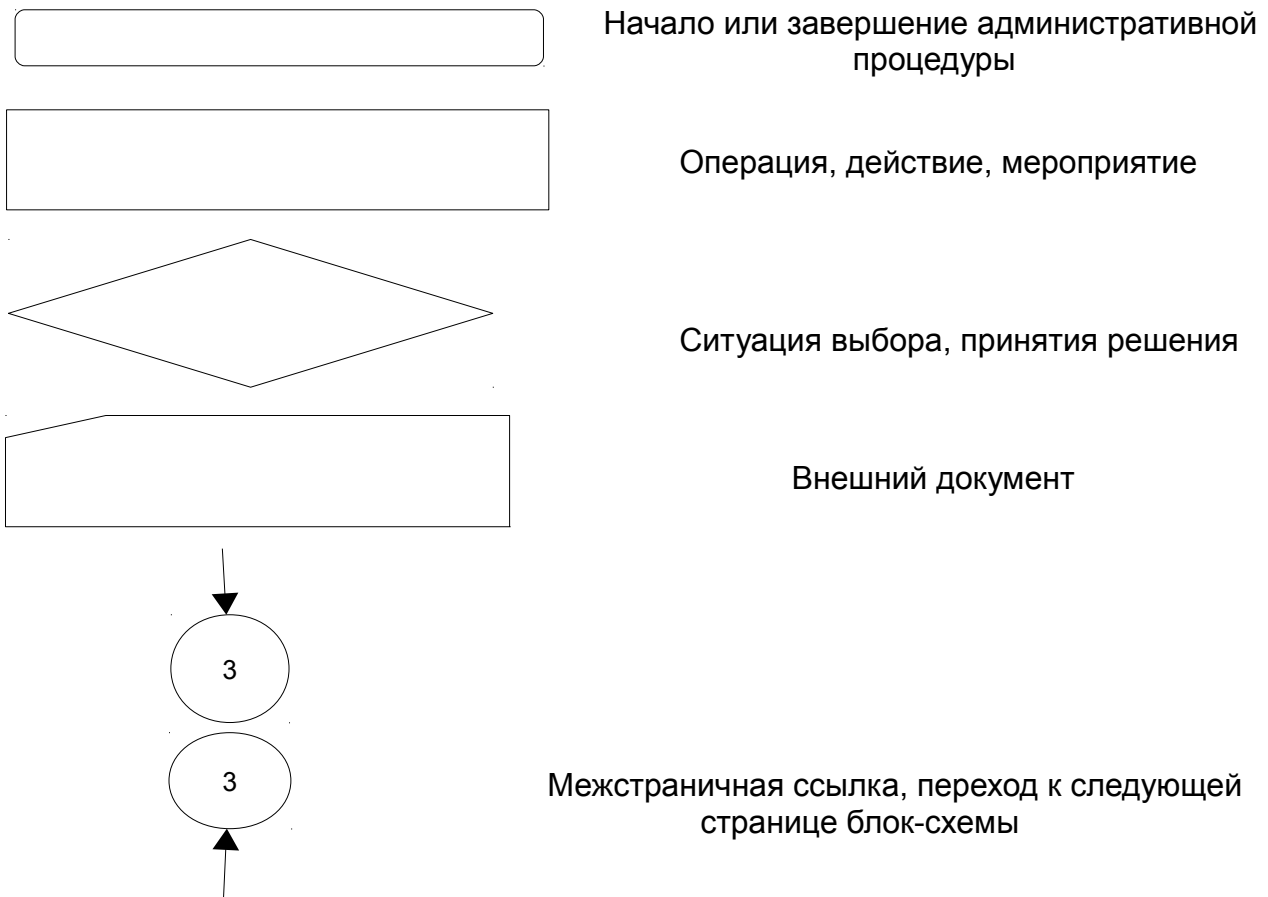 Начало или завершение административной
процедуры
Операция, действие, мероприятие
Ситуация выбора, принятия решения
Внешний документ
3
3
Межстраничная ссылка, переход к следующей
странице блок-схемы